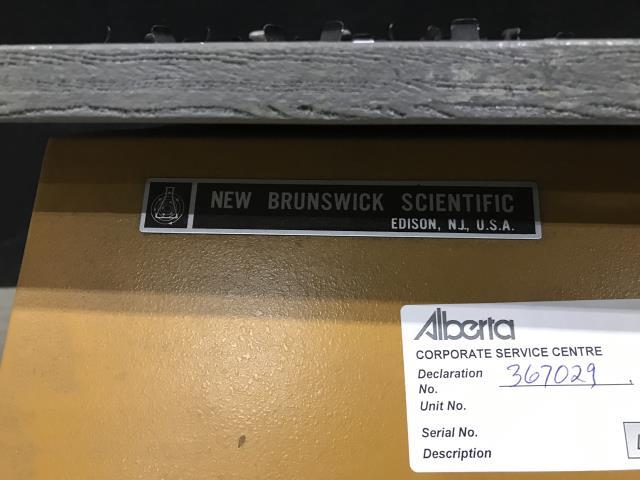 NEW BRUNSWICK SCIENTIFIC
EDISON, N.J., U.S.A.
Alberta
CORPORATE SERVICE CENTRE
Declaration
No. 367029
Unit No.
Serial No.
Description